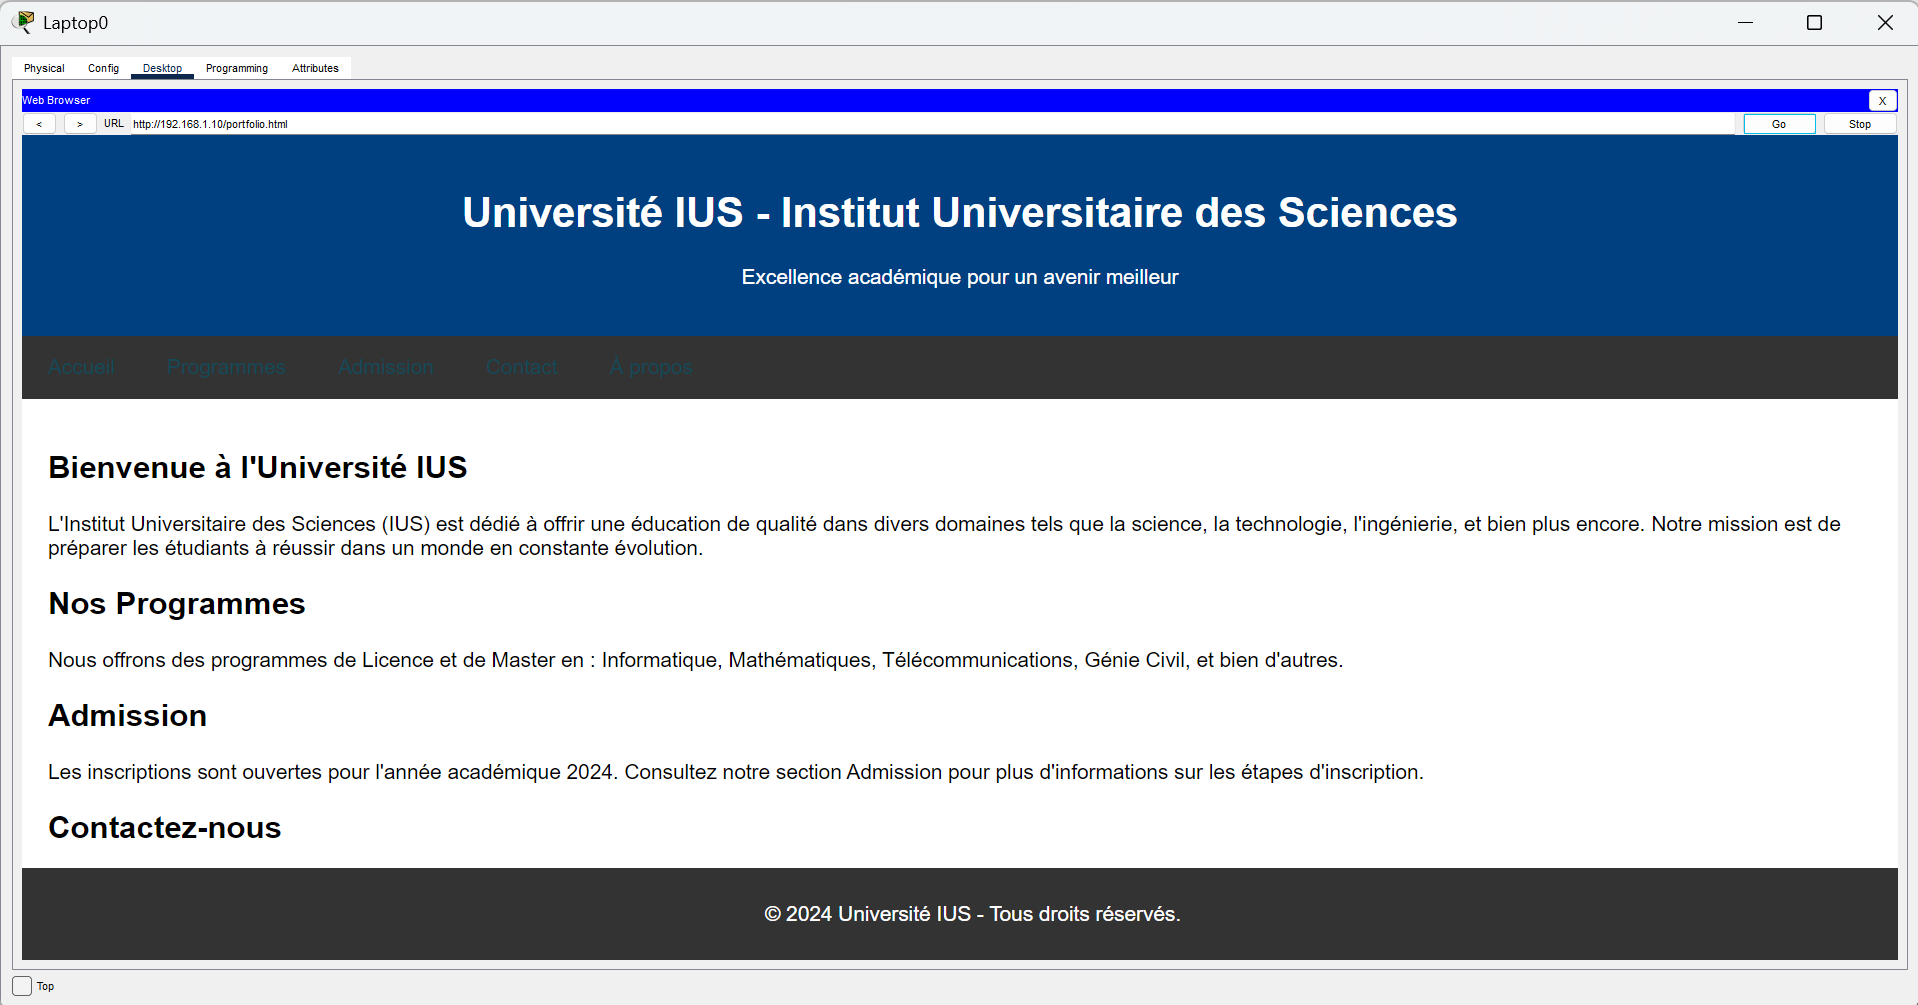 Laptop0
Physical Config Desktop Programming Attributes
Web Browser X
< > URL http://192.168.1.10/portfolio.html Go Stop
Université IUS - Institut Universitaire des Sciences
Excellence académique pour un avenir meilleur
Accueil Programmes Admission Contact À propos
Bienvenue à l'Université IUS
L'Institut Universitaire des Sciences (IUS) est dédié à offrir une éducation de qualité dans divers domaines tels que la science, la technologie, l'ingénierie, et bien plus encore. Notre mission est de
préparer les étudiants à réussir dans un monde en constante évolution.
Nos Programmes
Nous offrons des programmes de Licence et de Master en : Informatique, Mathématiques, Télécommunications, Génie Civil, et bien d'autres.
Admission
Les inscriptions sont ouvertes pour l'année académique 2024. Consultez notre section Admission pour plus d'informations sur les étapes d'inscription.
Contactez-nous
© 2024 Université IUS - Tous droits réservés.
Top